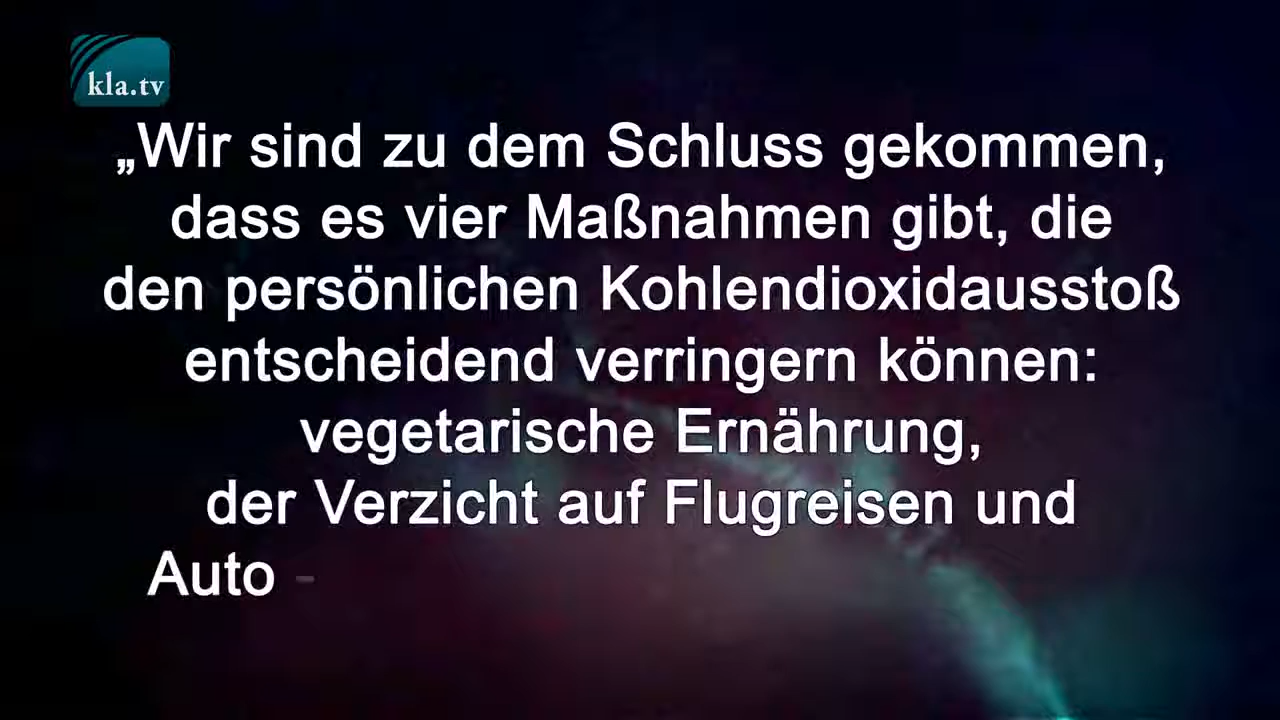 kla.tv
„Wir sind zu dem Schluss gekommen,
dass es vier Maßnahmen gibt, die
den persönlichen Kohlendioxidausstoß
entscheidend verringern können:
vegetarische Ernährung,
der Verzicht auf Flugreisen und
Auto -